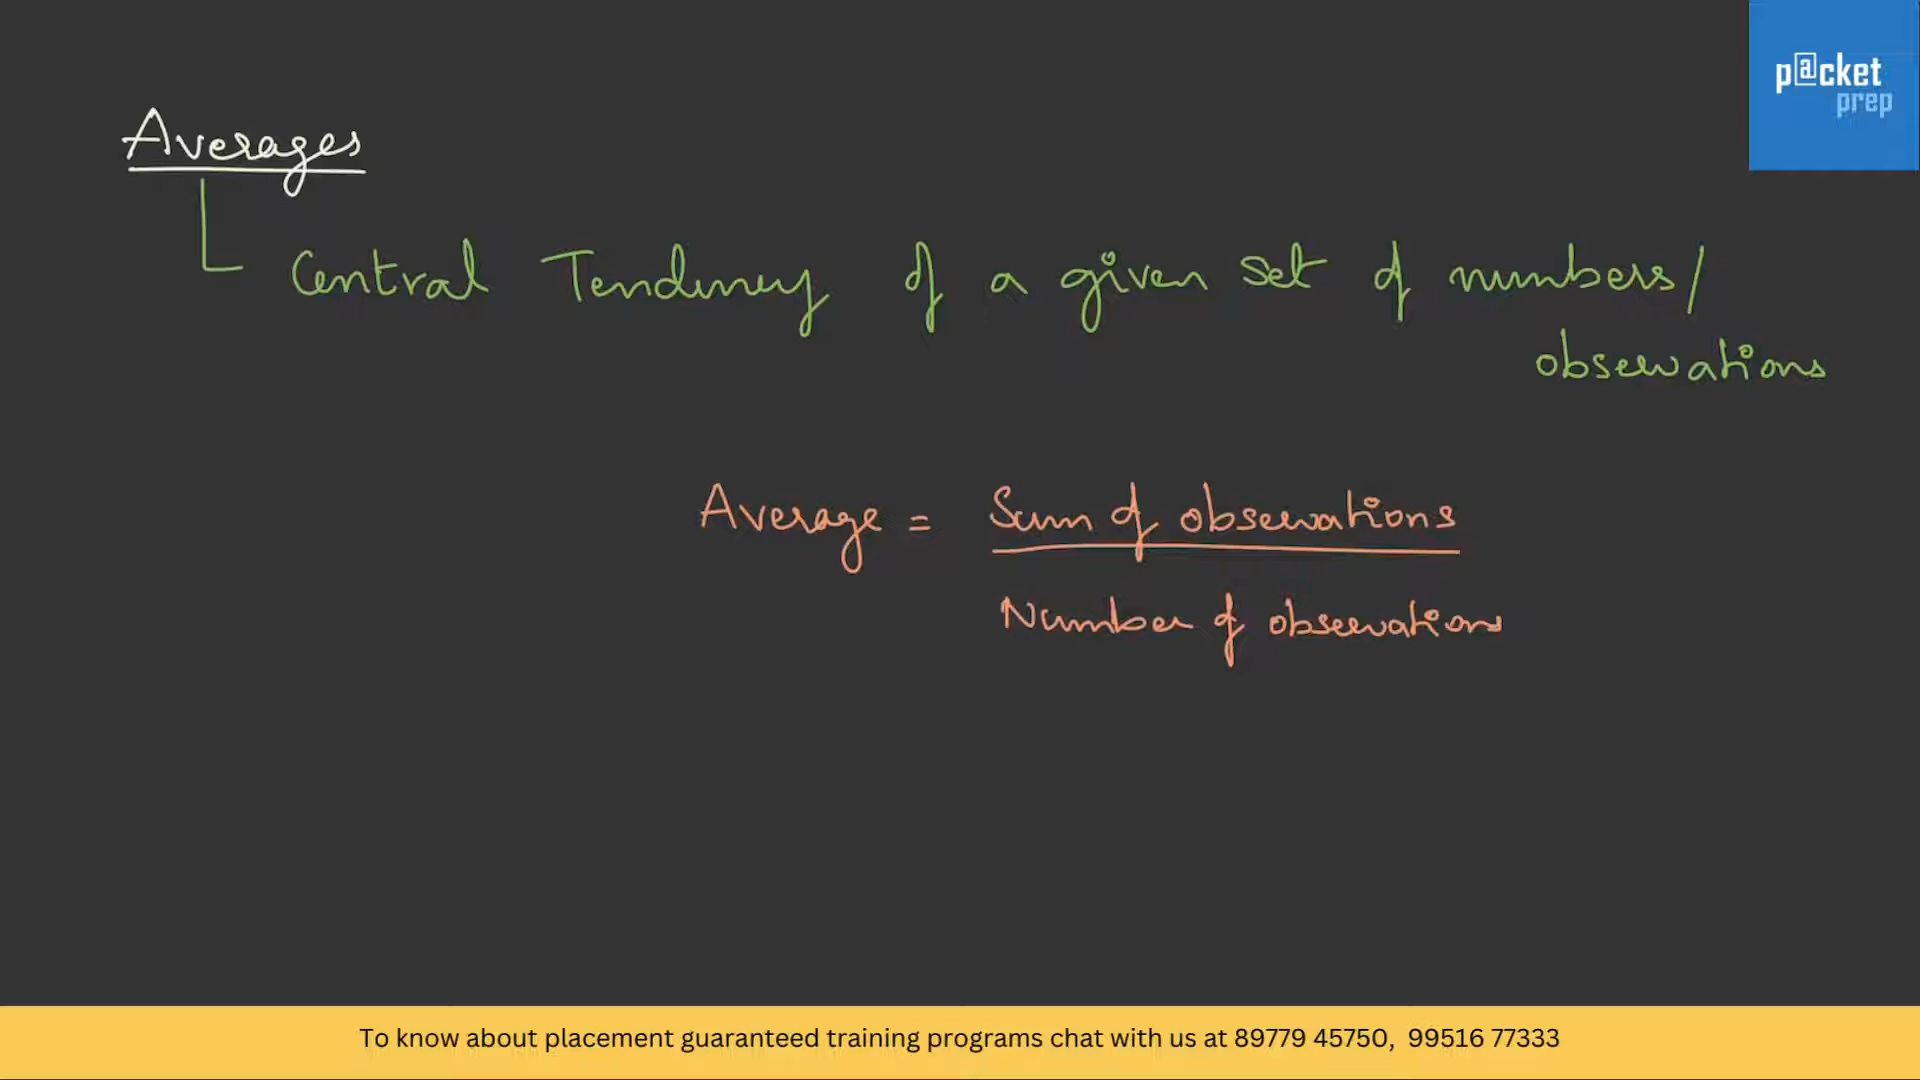 p@cket
prep
Averages
Central Tendency of a given set of numbers/
observations
Average = Sum of observations
Number of observations
To know about placement guaranteed training programs chat with us at 89779 45750, 99516 77333